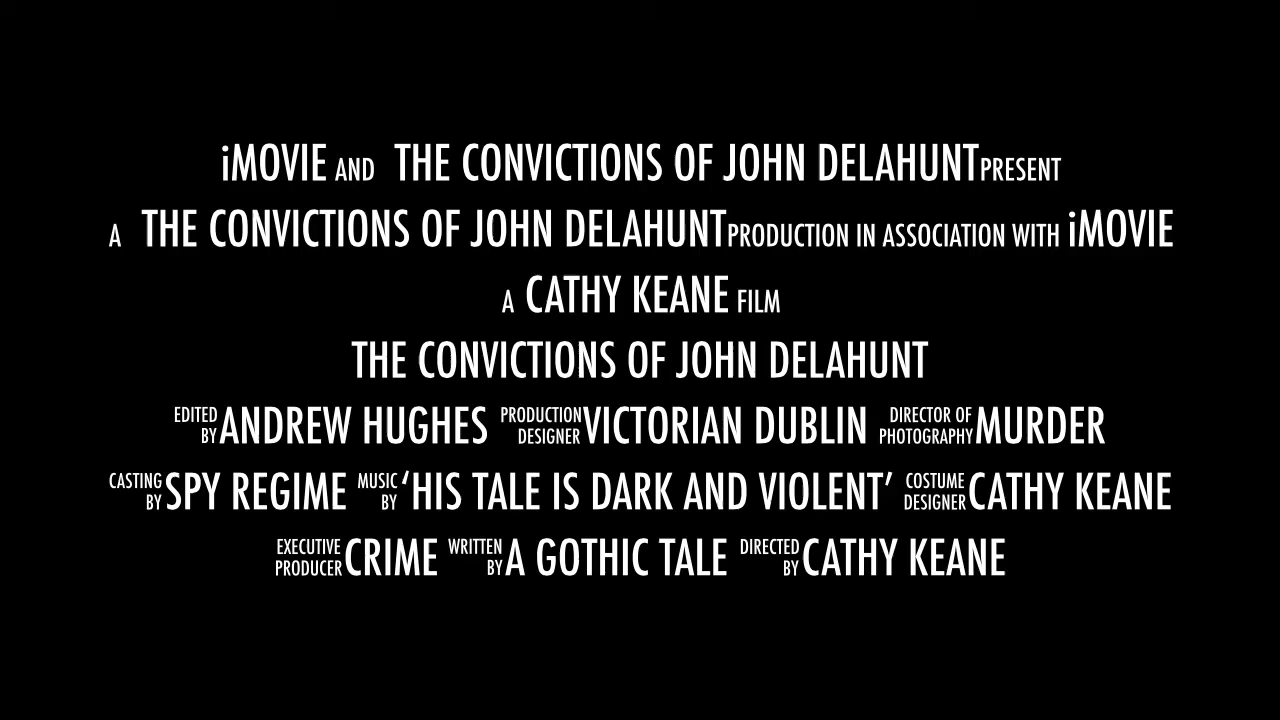 iMOVIE AND THE CONVICTIONS OF JOHN DELAHUNT PRESENT
A THE CONVICTIONS OF JOHN DELAHUNT PRODUCTION IN ASSOCIATION WITH iMOVIE
A CATHY KEANE FILM
THE CONVICTIONS OF JOHN DELAHUNT
EDITED BY ANDREW HUGHES PRODUCTION DESIGNER VICTORIAN DUBLIN DIRECTOR OF PHOTOGRAPHY MURDER
CASTING BY SPY REGIME MUSIC BY ‘HIS TALE IS DARK AND VIOLENT’ COSTUME DESIGNER CATHY KEANE
EXECUTIVE PRODUCER CRIME WRITTEN BY A GOTHIC TALE DIRECTED BY CATHY KEANE